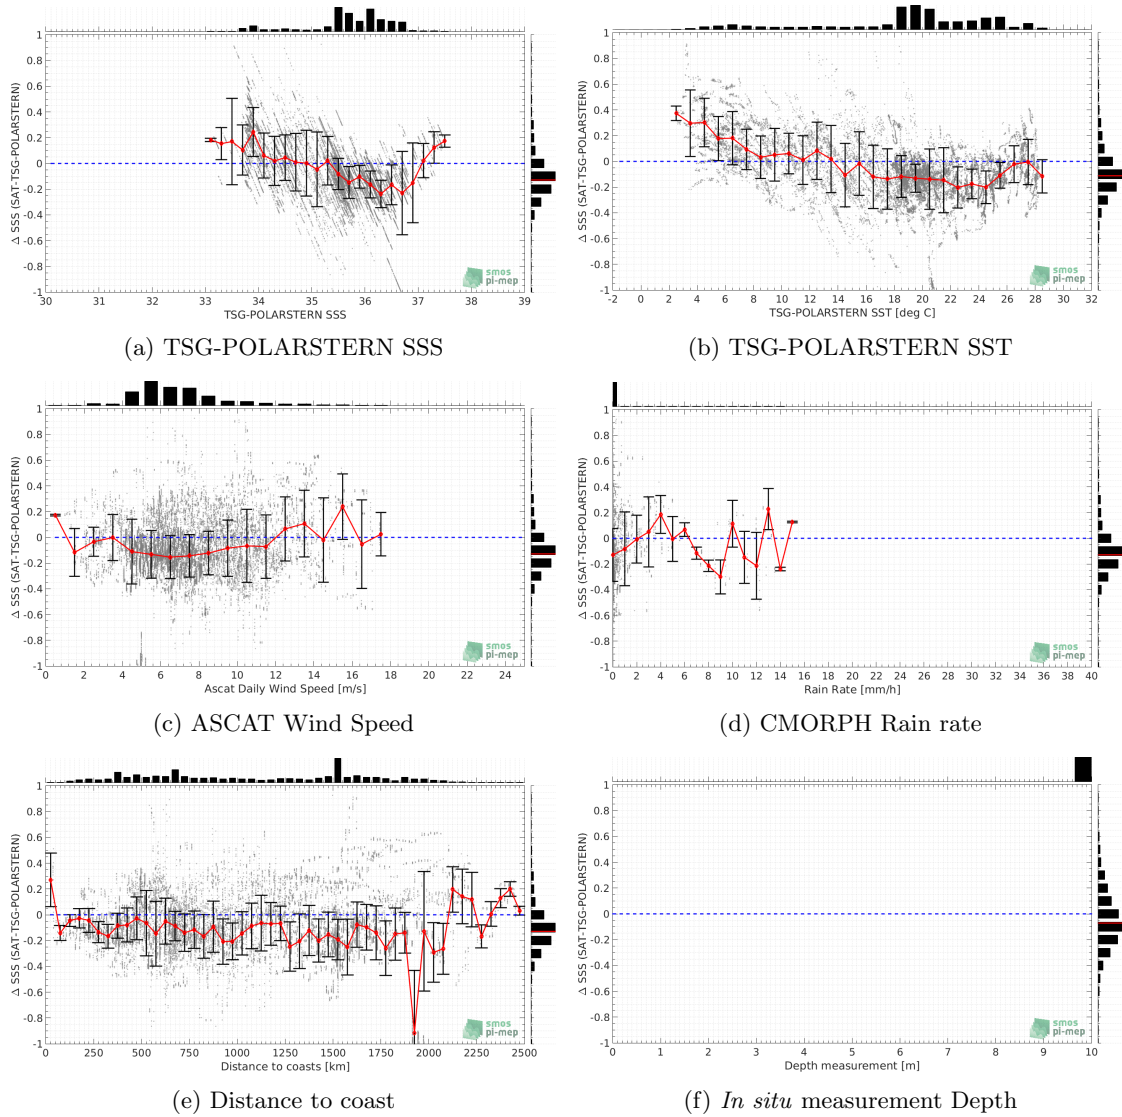 1
0.8
0.6
0.4
0.2
0
-0.2
-0.4
-0.6
-0.8
-1
Δ SSS (SAT-TSG-POLARSTERN)
30 31 32 33 34 35 36 37 38 39
TSG-POLARSTERN SSS
smos
pi-mep
(a) TSG-POLARSTERN SSS
1
0.8
0.6
0.4
0.2
0
-0.2
-0.4
-0.6
-0.8
-1
Δ SSS (SAT-TSG-POLARSTERN)
-2 0 2 4 6 8 10 12 14 16 18 20 22 24 26 28 30 32
TSG-POLARSTERN SST [deg C]
smos
pi-mep
(b) TSG-POLARSTERN SST
1
0.8
0.6
0.4
0.2
0
-0.2
-0.4
-0.6
-0.8
-1
Δ SSS (SAT-TSG-POLARSTERN)
0 2 4 6 8 10 12 14 16 18 20 22 24
Ascat Daily Wind Speed [m/s]
smos
pi-mep
(c) ASCAT Wind Speed
1
0.8
0.6
0.4
0.2
0
-0.2
-0.4
-0.6
-0.8
-1
Δ SSS (SAT-TSG-POLARSTERN)
0 2 4 6 8 10 12 14 16 18 20 22 24 26 28 30 32 34 36 38 40
Rain Rate [mm/h]
smos
pi-mep
(d) CMORPH Rain rate
1
0.8
0.6
0.4
0.2
0
-0.2
-0.4
-0.6
-0.8
-1
Δ SSS (SAT-TSG-POLARSTERN)
0 250 500 750 1000 1250 1500 1750 2000 2250 2500
Distance to coasts [km]
smos
pi-mep
(e) Distance to coast
1
0.8
0.6
0.4
0.2
0
-0.2
-0.4
-0.6
-0.8
-1
Δ SSS (SAT-TSG-POLARSTERN)
0 1 2 3 4 5 6 7 8 9 10
Depth measurement [m]
smos
pi-mep
(f) In situ measurement Depth